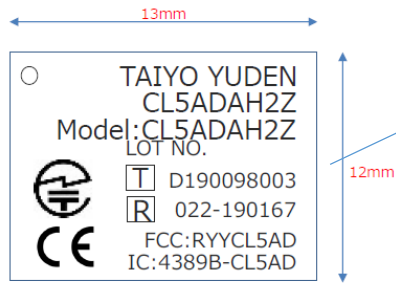 13mm
TAIYO YUDEN
CL5ADAH2Z
Model:CL5ADAH2Z
LOT NO.
T D190098003
R 022-190167
CE
FCC:RYYCL5AD
IC:4389B-CL5AD
12mm